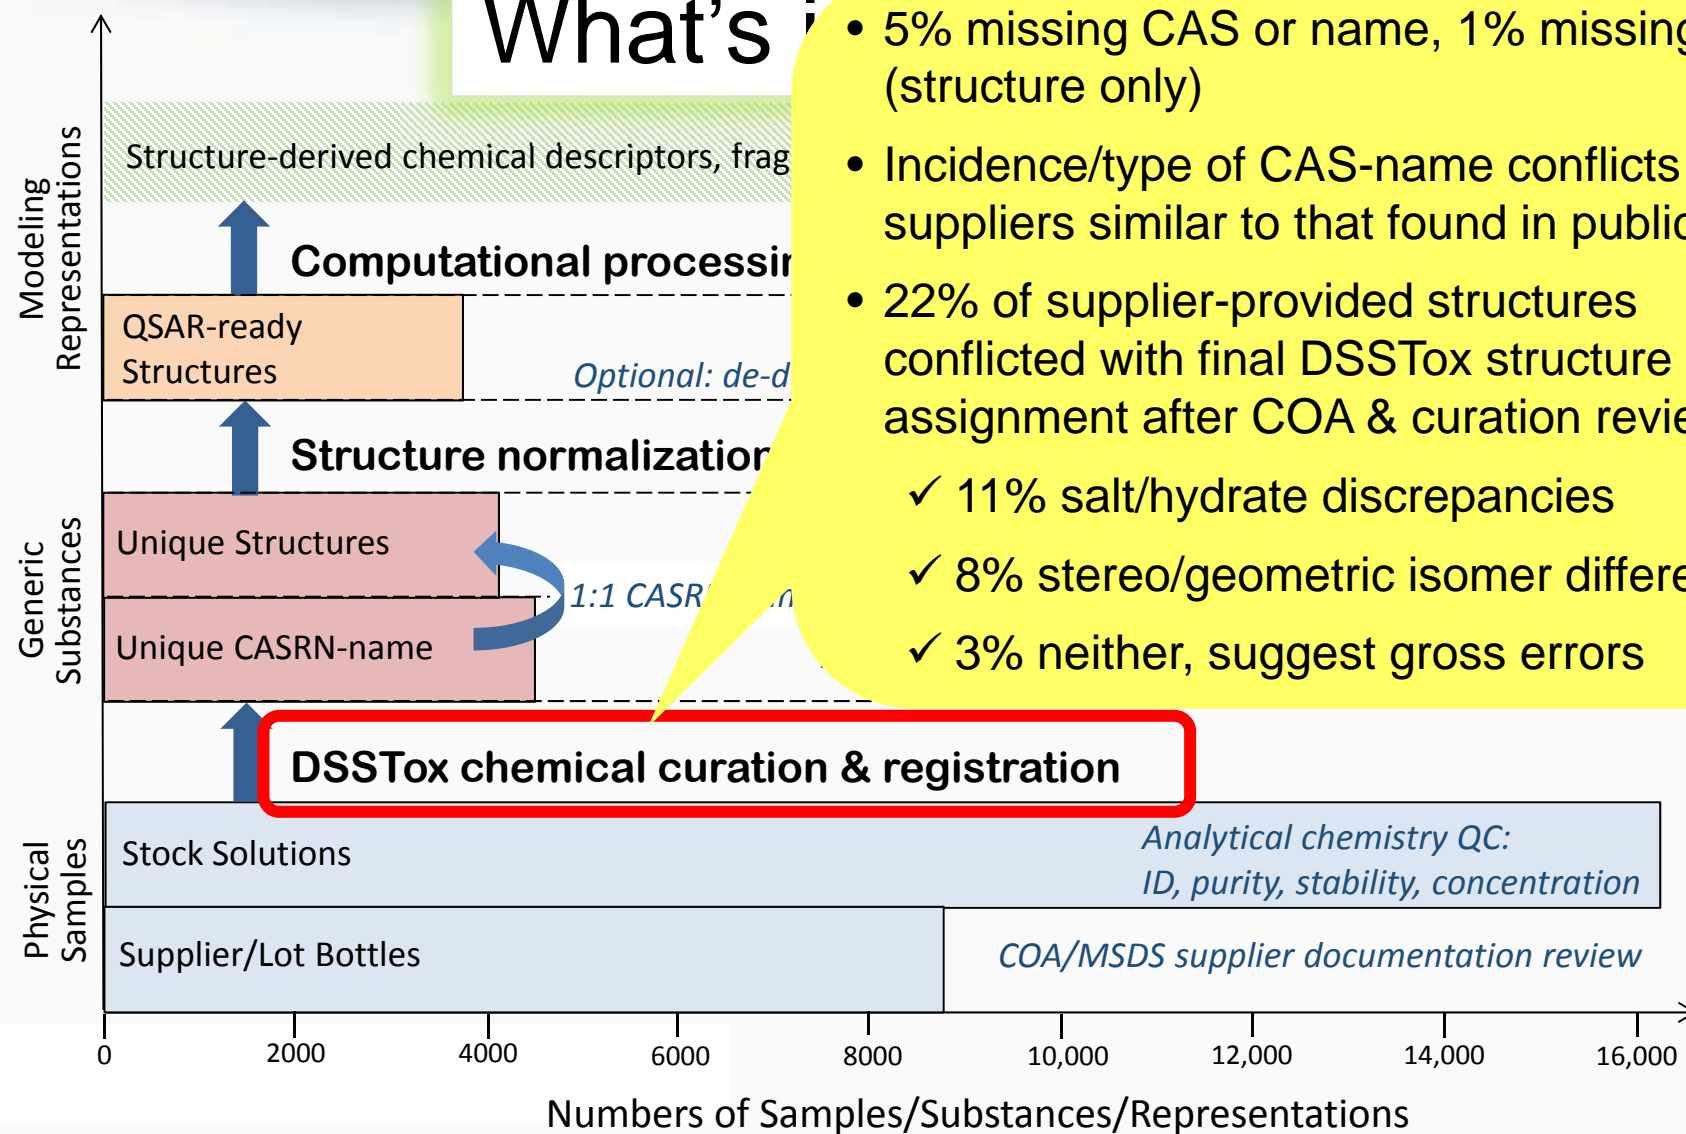 What's i
• 5% missing CAS or name, 1% missing
(structure only)
• Incidence/type of CAS-name conflicts
suppliers similar to that found in public
• 22% of supplier-provided structures
conflicted with final DSSTox structure
assignment after COA & curation revie
✓ 11% salt/hydrate discrepancies
✓ 8% stereo/geometric isomer differe
✓ 3% neither, suggest gross errors
Modeling
Representations
Structure-derived chemical descriptors, frag
Computational processin
QSAR-ready
Structures
Optional: de-d
Structure normalization
Generic
Substances
Unique Structures
1:1 CASR
Unique CASRN-name
DSSTox chemical curation & registration
Physical
Samples
Stock Solutions
Analytical chemistry QC:
ID, purity, stability, concentration
Supplier/Lot Bottles
COA/MSDS supplier documentation review
0 2000 4000 6000 8000 10,000 12,000 14,000 16,000
Numbers of Samples/Substances/Representations